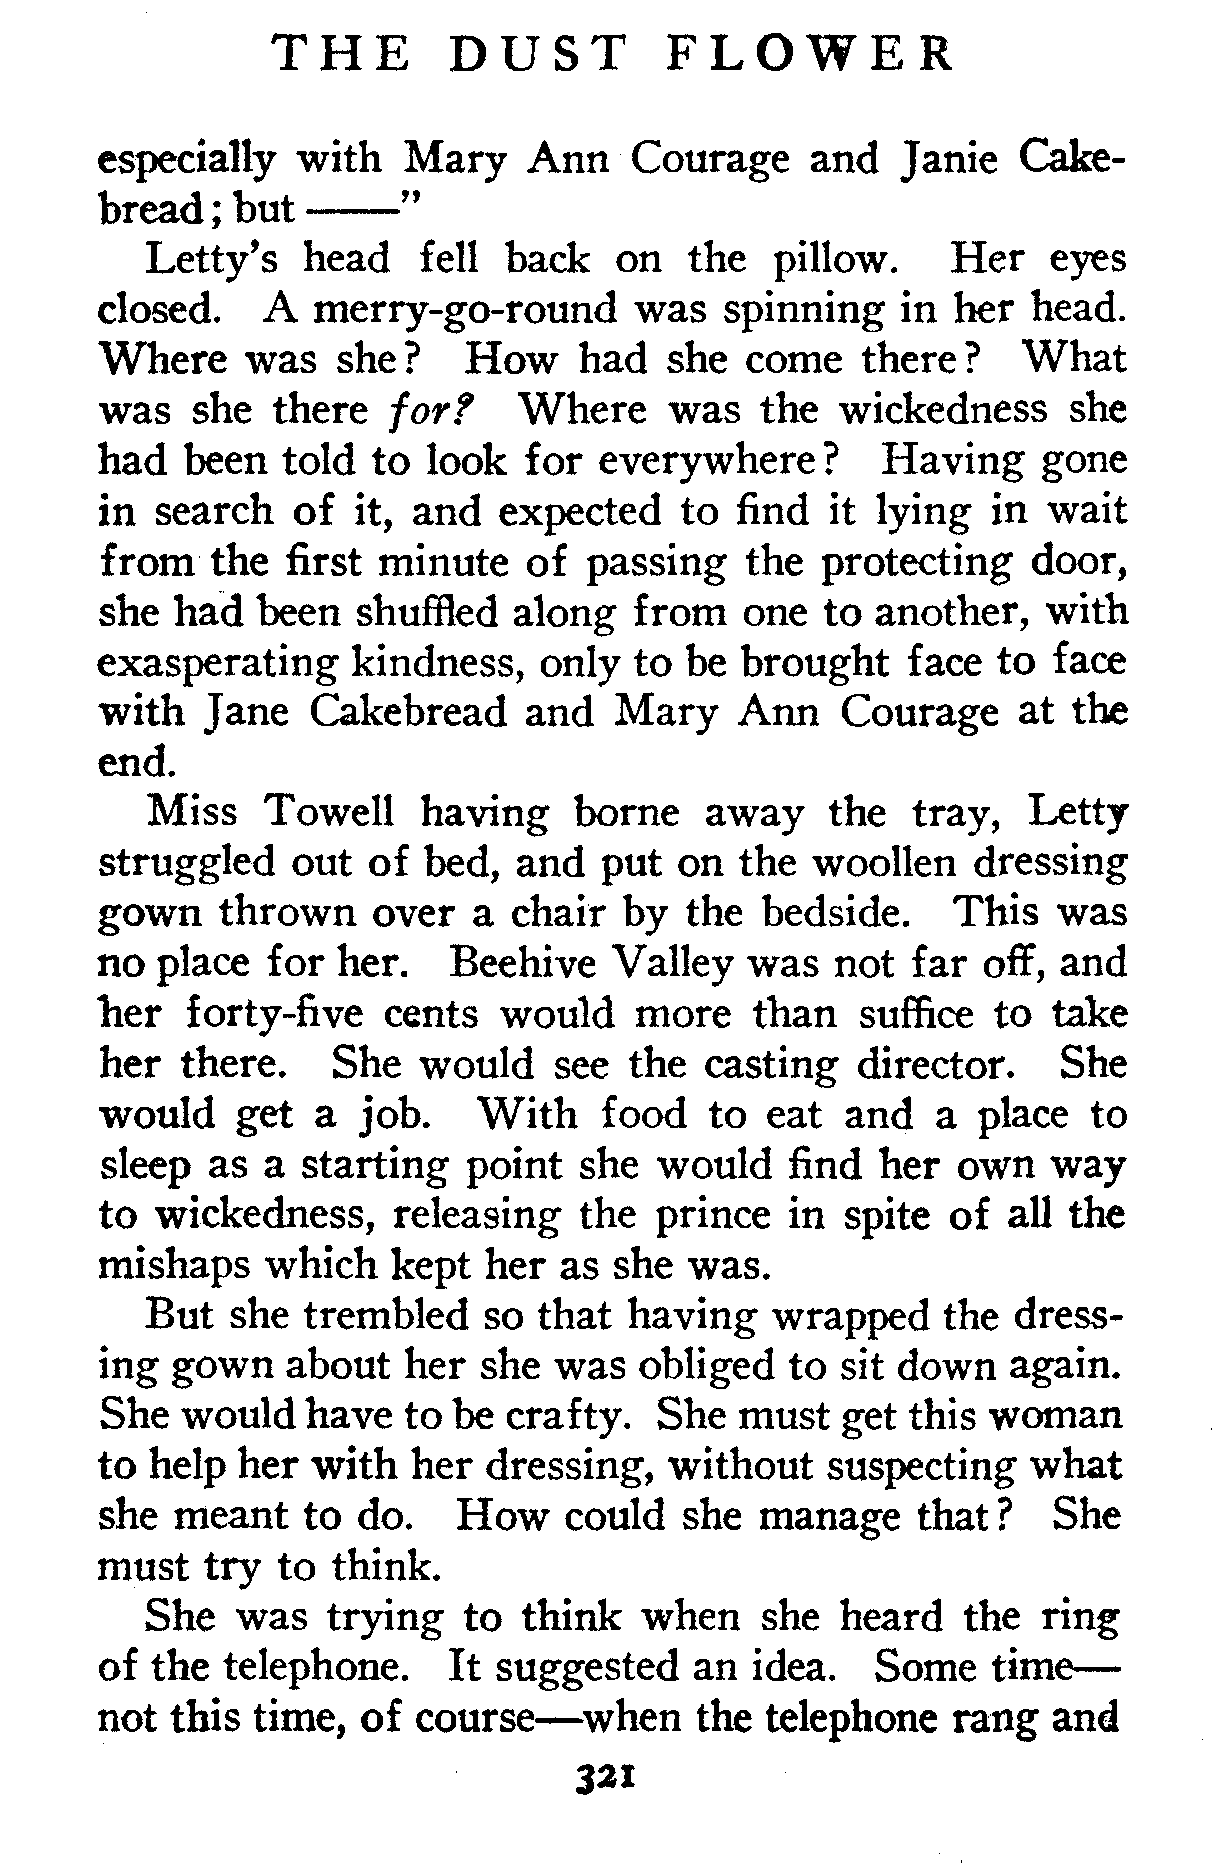 THE DUST FLOWER
especially with Mary Ann Courage and Janie Cake-
bread; but ——"
Letty's head fell back on the pillow. Her eyes
closed. A merry-go-round was spinning in her head.
Where was she? How had she come there? What
was she there for? Where was the wickedness she
had been told to look for everywhere? Having gone
in search of it, and expected to find it lying in wait
from the first minute of passing the protecting door,
she had been shuffled along from one to another, with
exasperating kindness, only to be brought face to face
with Jane Cakebread and Mary Ann Courage at the
end.
Miss Towell having borne away the tray, Letty
struggled out of bed, and put on the woollen dressing
gown thrown over a chair by the bedside. This was
no place for her. Beehive Valley was not far off, and
her forty-five cents would more than suffice to take
her there. She would see the casting director. She
would get a job. With food to eat and a place to
sleep as a starting point she would find her own way
to wickedness, releasing the prince in spite of all the
mishaps which kept her as she was.
But she trembled so that having wrapped the dress-
ing gown about her she was obliged to sit down again.
She would have to be crafty. She must get this woman
to help her with her dressing, without suspecting what
she meant to do. How could she manage that? She
must try to think.
She was trying to think when she heard the ring
of the telephone. It suggested an idea. Some time—
not this time, of course—when the telephone rang and
321